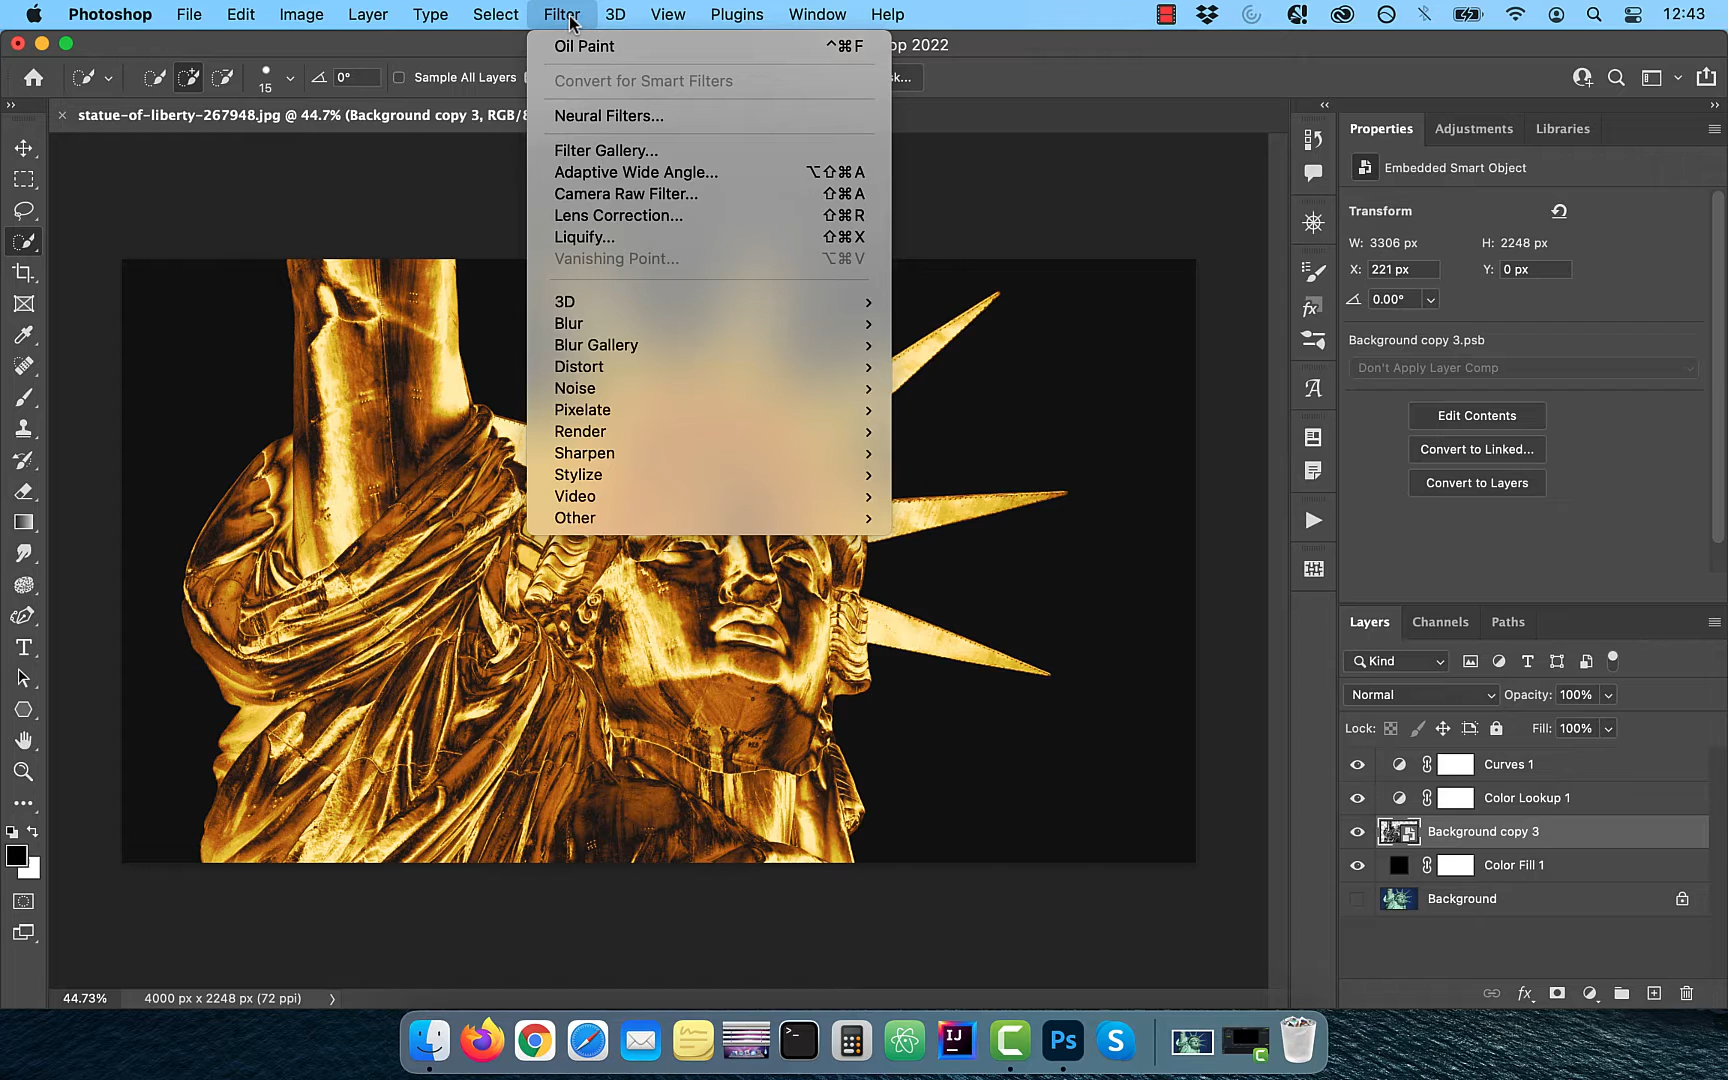 Photoshop File Edit Image Layer Type Select Filter 3D View Plugins Window Help 12:43
op 2022
15 0° Sample All Layers k...
× statue-of-liberty-267948.jpg @ 44.7% (Background copy 3, RGB/8
Oil Paint ^⌘F
Convert for Smart Filters
Neural Filters...
Filter Gallery...
Adaptive Wide Angle... ⌥⇧⌘A
Camera Raw Filter... ⇧⌘A
Lens Correction... ⇧⌘R
Liquify... ⇧⌘X
Vanishing Point... ⌥⌘V
3D
Blur
Blur Gallery
Distort
Noise
Pixelate
Render
Sharpen
Stylize
Video
Other
Properties Adjustments Libraries
Embedded Smart Object
Transform
W: 3306 px H: 2248 px
X: 221 px Y: 0 px
0.00°
Background copy 3.psb
Don't Apply Layer Comp
Edit Contents
Convert to Linked...
Convert to Layers
Layers Channels Paths
Kind
Normal Opacity: 100%
Lock: Fill: 100%
Curves 1
Color Lookup 1
Background copy 3
Color Fill 1
Background
44.73% 4000 px x 2248 px (72 ppi)
IJ Ps